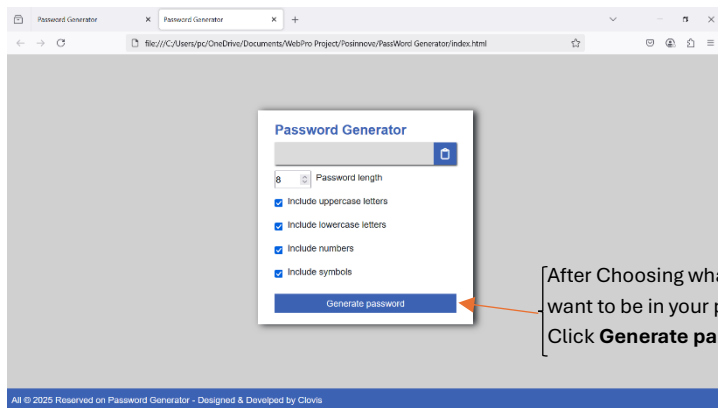 Password Generator
Password Generator
file:///C:/Users/pc/OneDrive/Documents/WebPro Project/Posinnove/PassWord Generator/index.html
Password Generator
8 Password length
Include uppercase letters
Include lowercase letters
Include numbers
Include symbols
Generate password
After Choosing
want to be in your
Click Generate
All © 2025 Reserved on Password Generator - Designed & Develped by Clovis